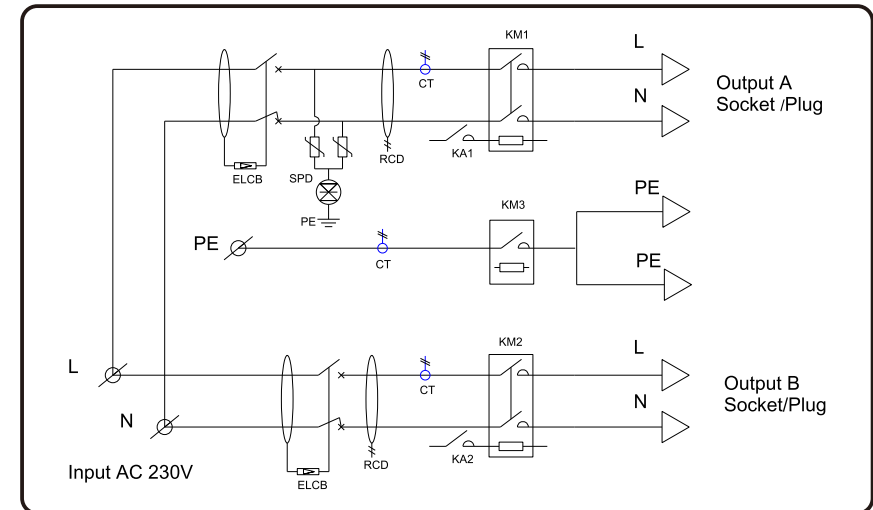 KM1
L
CT
Output A
Socket /Plug
N
KA1
RCD
ELCB
SPD
PE
PE
KM3
PE
CT
PE
KM2
L
L
CT
Output B
Socket/Plug
N
N
KA2
RCD
Input AC 230V
ELCB